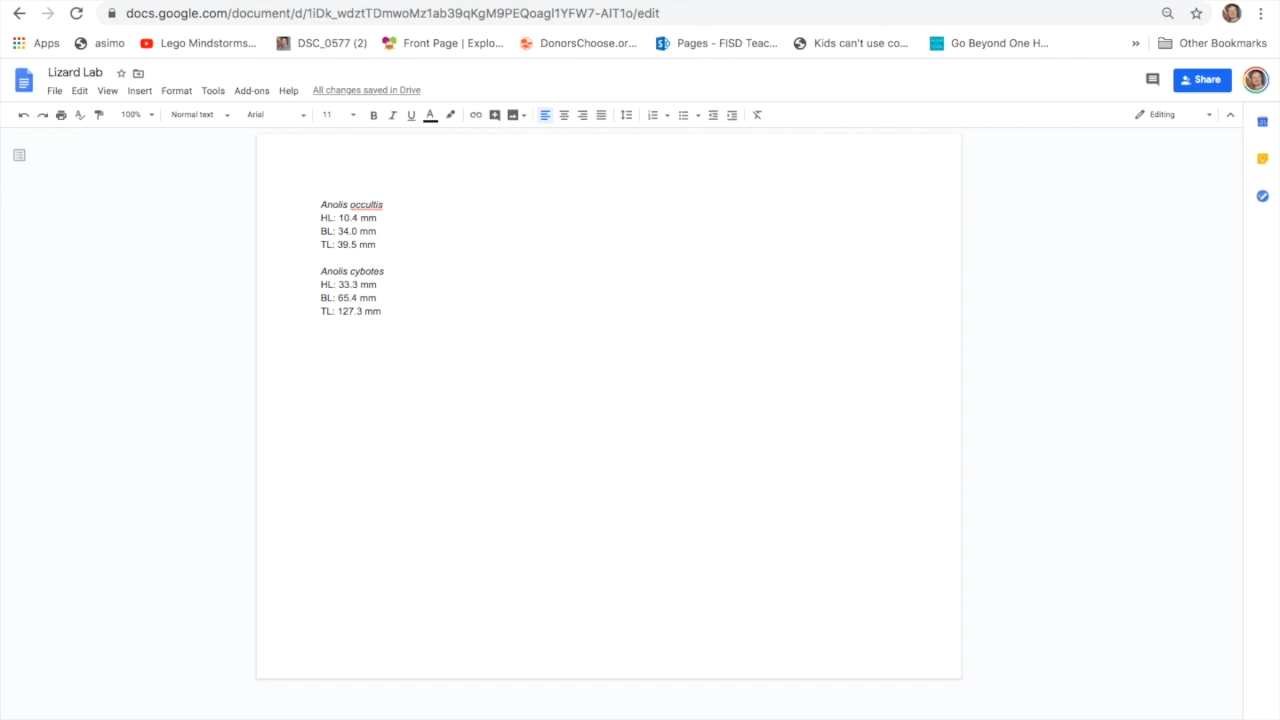 docs.google.com/document/d/1iDk_wdztTDmwoMz1ab39qKgM9PEQoagI1YFW7-AIT1o/edit
Apps asimo Lego Mindstorms... DSC_0577 (2) Front Page | Explo... DonorsChoose.or... Pages - FISD Teac... Kids can't use co... Go Beyond One H... » Other Bookmarks
Lizard Lab
Share
File Edit View Insert Format Tools Add-ons Help All changes saved in Drive
100% Normal text Arial 11 B I U A Editing
Anolis occultis
HL: 10.4 mm
BL: 34.0 mm
TL: 39.5 mm
Anolis cybotes
HL: 33.3 mm
BL: 65.4 mm
TL: 127.3 mm